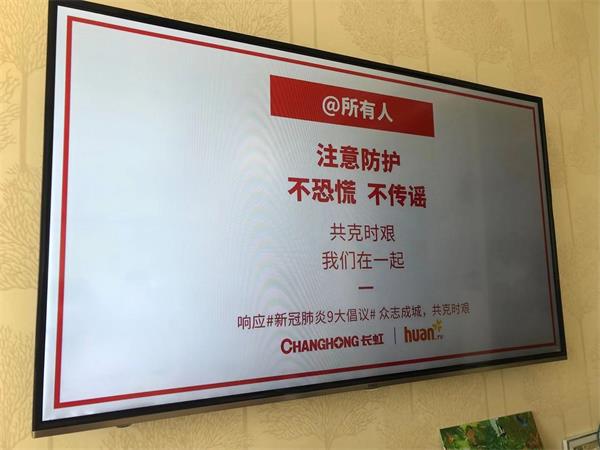 @所有人
注意防护
不恐慌 不传谣
共克时艰
我们在一起
响应#新冠肺炎9大倡议# 众志成城，共克时艰
CHANGHONG 长虹 | huan.TV